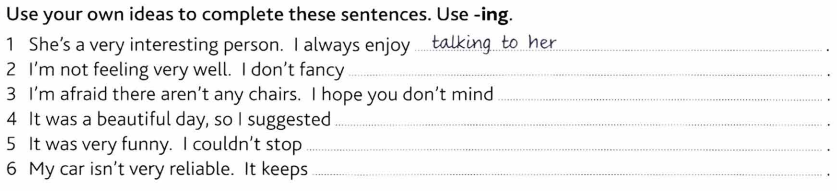 Use your own ideas to complete these sentences. Use -ing.
1 She's a very interesting person. I always enjoy talking to her .
2 I'm not feeling very well. I don't fancy .
3 I'm afraid there aren't any chairs. I hope you don't mind .
4 It was a beautiful day, so I suggested .
5 It was very funny. I couldn't stop .
6 My car isn't very reliable. It keeps .